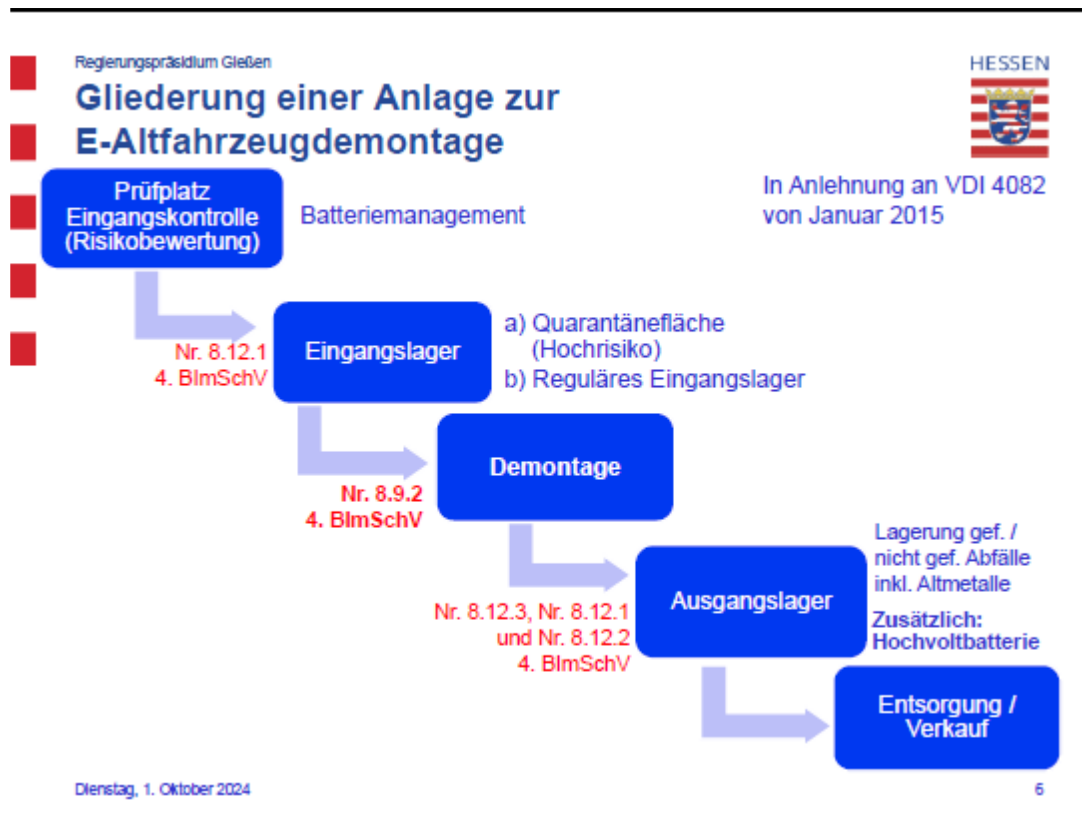 Regierungspräsidium Gießen
HESSEN
Gliederung einer Anlage zur
E-Altfahrzeugdemontage
In Anlehnung an VDI 4082
von Januar 2015
Prüfplatz
Eingangskontrolle
(Risikobewertung)
Batteriemanagement
Nr. 8.12.1
4. BImSchV
Eingangslager
a) Quarantänefläche
(Hochrisiko)
b) Reguläres Eingangslager
Nr. 8.9.2
4. BImSchV
Demontage
Nr. 8.12.3, Nr. 8.12.1
und Nr. 8.12.2
4. BImSchV
Ausgangslager
Lagerung gef. /
nicht gef. Abfälle
inkl. Altmetalle
Zusätzlich:
Hochvoltbatterie
Entsorgung /
Verkauf
Dienstag, 1. Oktober 2024
6